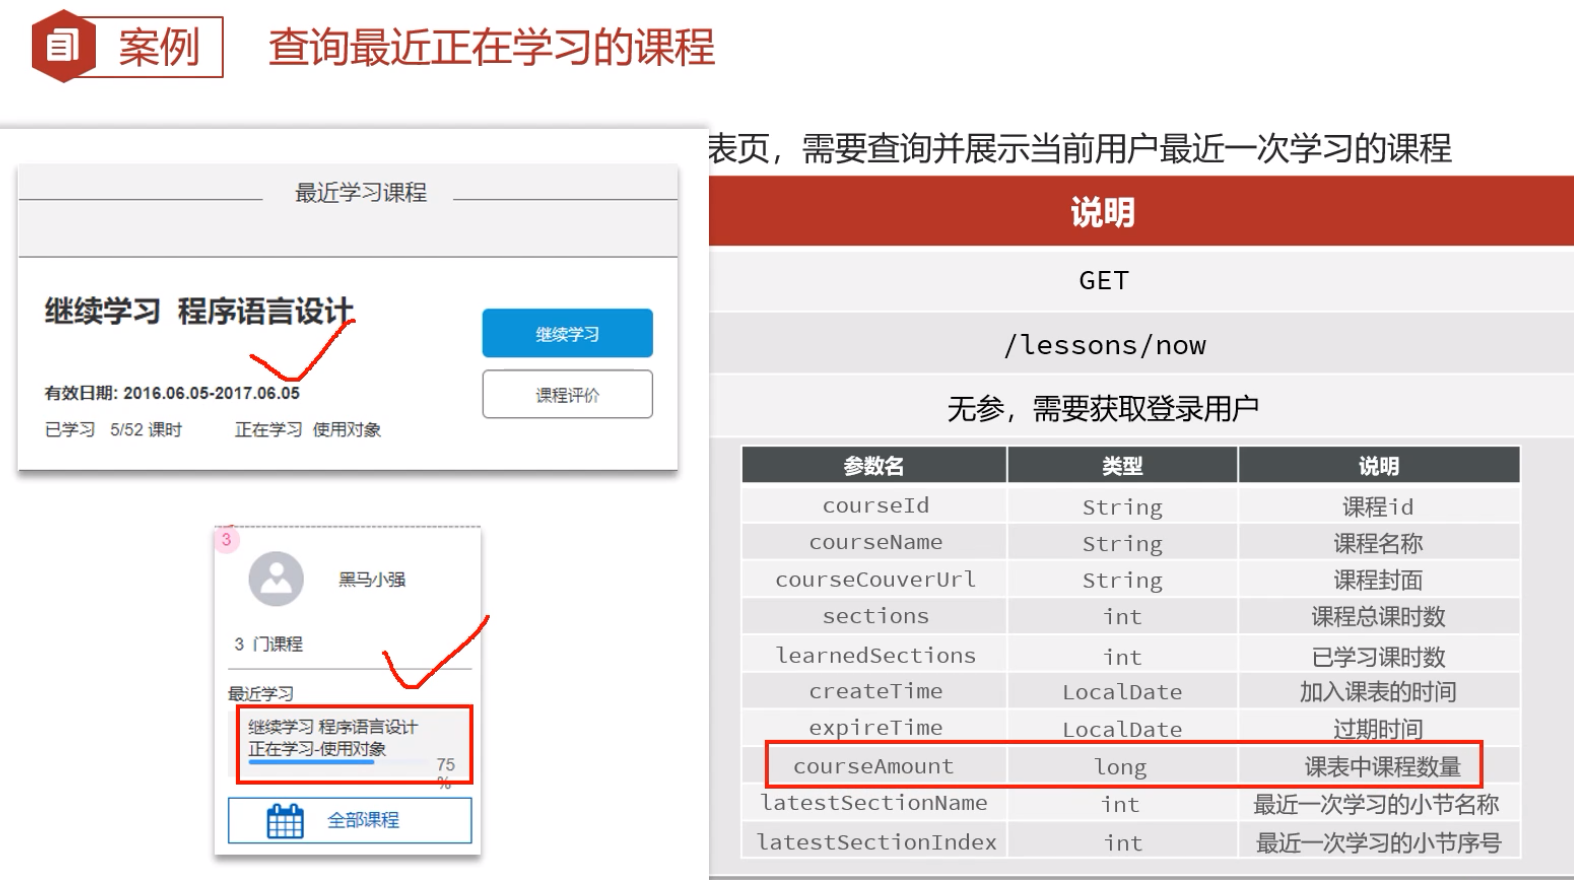 案例
查询最近正在学习的课程
表页，需要查询并展示当前用户最近一次学习的课程
最近学习课程
继续学习 程序语言设计
继续学习
有效日期: 2016.06.05-2017.06.05
课程评价
已学习 5/52 课时 正在学习 使用对象
3
黑马小强
3 门课程
最近学习
继续学习 程序语言设计
正在学习-使用对象
75
%
全部课程
说明
GET
/lessons/now
无参，需要获取登录用户
参数名 类型 说明
courseId String 课程id
courseName String 课程名称
courseCouverUrl String 课程封面
sections int 课程总课时数
learnedSections int 已学习课时数
createTime LocalDate 加入课表的时间
expireTime LocalDate 过期时间
courseAmount long 课表中课程数量
latestSectionName int 最近一次学习的小节名称
latestSectionIndex int 最近一次学习的小节序号